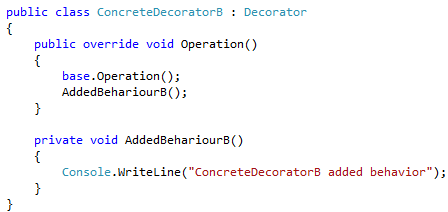 public class ConcreteDecoratorB : Decorator
{
    public override void Operation()
    {
        base.Operation();
        AddedBehariourB();
    }

    private void AddedBehariourB()
    {
        Console.WriteLine("ConcreteDecoratorB added behavior");
    }
}